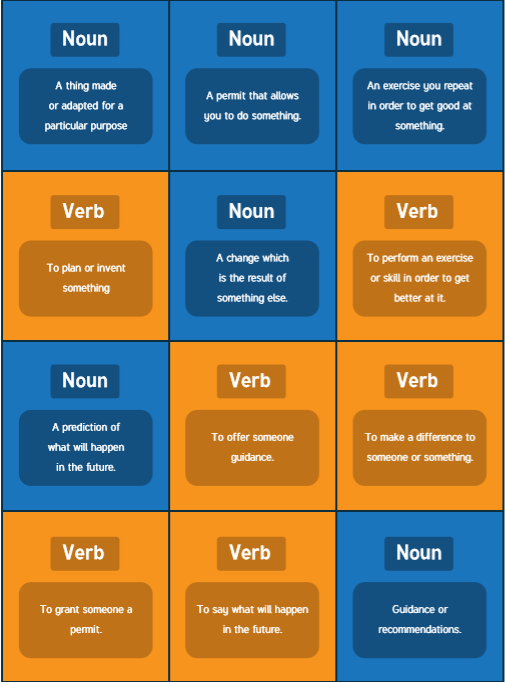 Noun
A thing made
or adapted for a
particular purpose
Noun
A permit that allows
you to do something.
Noun
An exercise you repeat
in order to get good at
something.
Verb
To plan or invent
something
Noun
A change which
is the result of
something else.
Verb
To perform an exercise
or skill in order to get
better at it.
Noun
A prediction of
what will happen
in the future.
Verb
To offer someone
guidance.
Verb
To make a difference to
someone or something.
Verb
To grant someone a
permit.
Verb
To say what will happen
in the future.
Noun
Guidance or
recommendations.